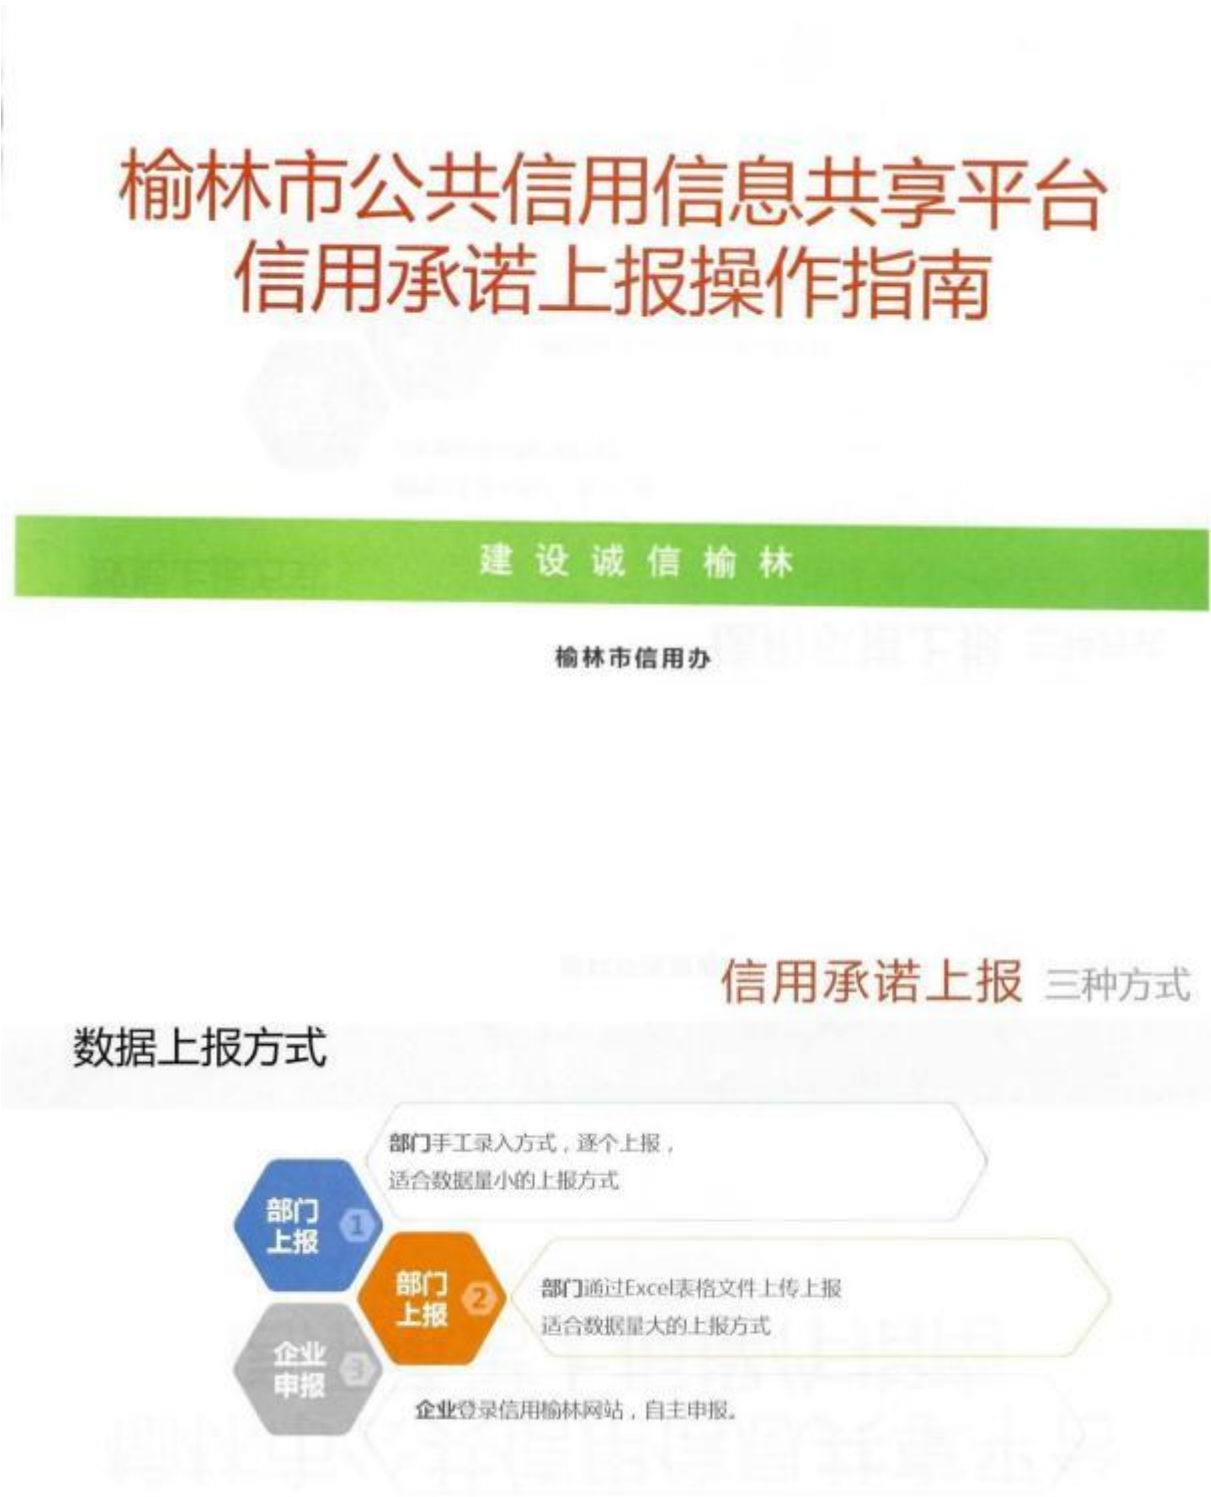 榆林市公共信用信息共享平台
信用承诺上报操作指南
建设诚信榆林
榆林市信用办
信用承诺上报 三种方式
数据上报方式
部门手工录入方式，逐个上报，
适合数据量小的上报方式
部门
上报
1
部门
上报
2
部门通过Excel表格文件上传上报
适合数据量大的上报方式
企业
申报
3
企业登录信用榆林网站，自主申报。